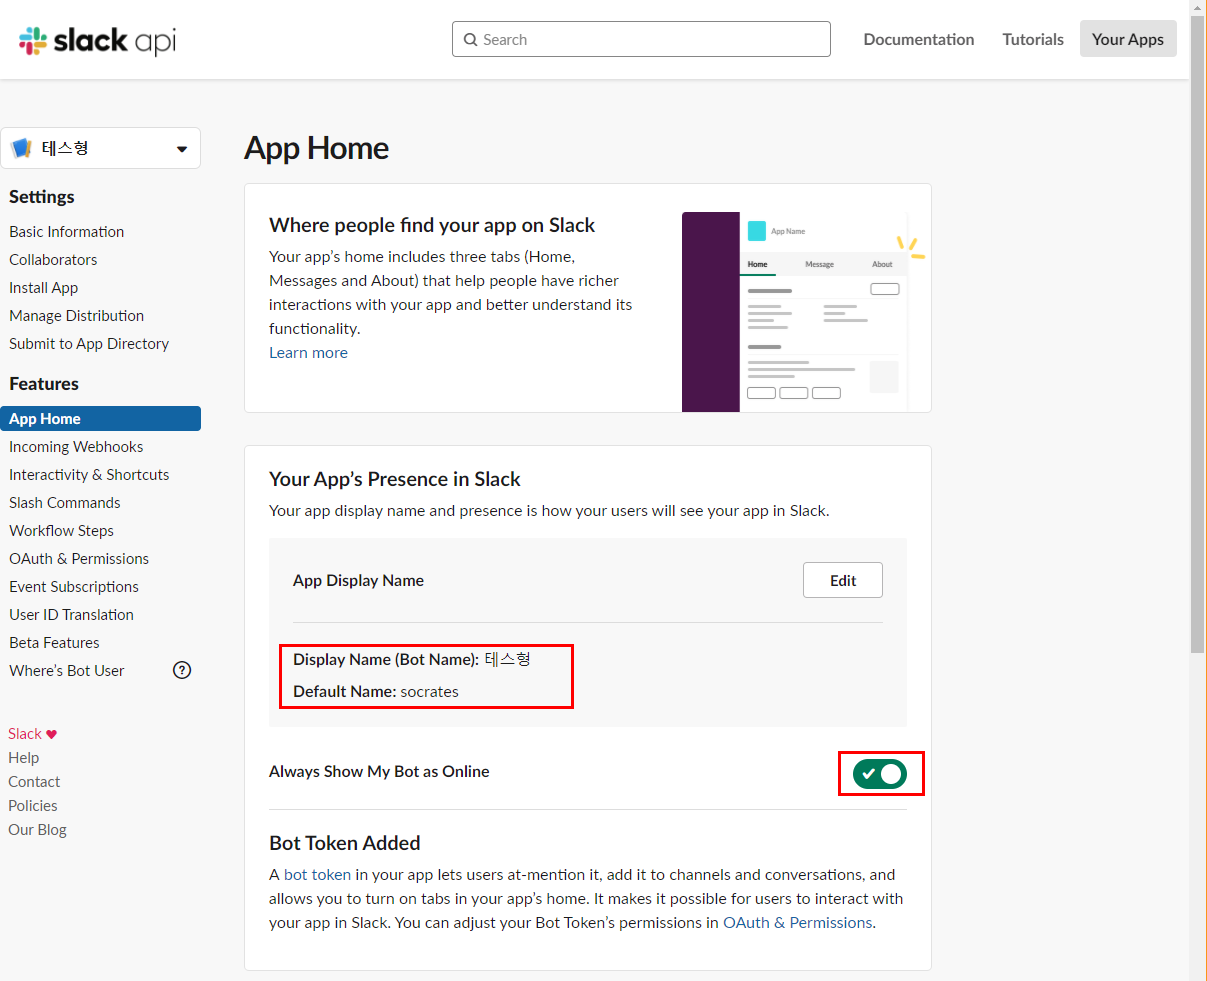 slack api
Search
Documentation
Tutorials
Your Apps
테스형
Settings
Basic Information
Collaborators
Install App
Manage Distribution
Submit to App Directory
Features
App Home
Incoming Webhooks
Interactivity & Shortcuts
Slash Commands
Workflow Steps
OAuth & Permissions
Event Subscriptions
User ID Translation
Beta Features
Where's Bot User
?
Slack ♥
Help
Contact
Policies
Our Blog
App Home
Where people find your app on Slack
Your app's home includes three tabs (Home,
Messages and About) that help people have richer
interactions with your app and better understand its
functionality.
Learn more
App Name
Home
Message
About
Your App's Presence in Slack
Your app display name and presence is how your users will see your app in Slack.
App Display Name
Edit
Display Name (Bot Name): 테스형
Default Name: socrates
Always Show My Bot as Online
Bot Token Added
A bot token in your app lets users at-mention it, add it to channels and conversations, and
allows you to turn on tabs in your app's home. It makes it possible for users to interact with
your app in Slack. You can adjust your Bot Token's permissions in OAuth & Permissions.